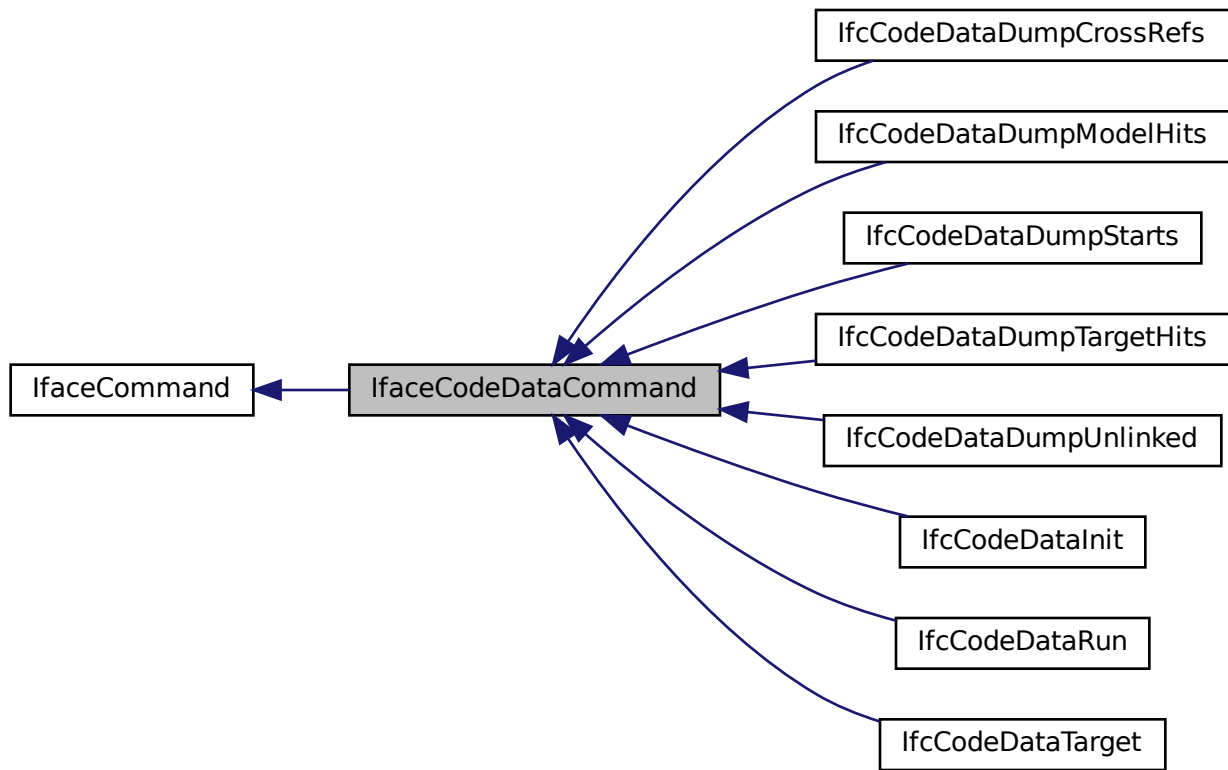 IfcCodeDataDumpCrossRefs
IfcCodeDataDumpModelHits
IfcCodeDataDumpStarts
IfcCodeDataDumpTargetHits
IfaceCommand
IfaceCodeDataCommand
IfcCodeDataDumpUnlinked
IfcCodeDataInit
IfcCodeDataRun
IfcCodeDataTarget